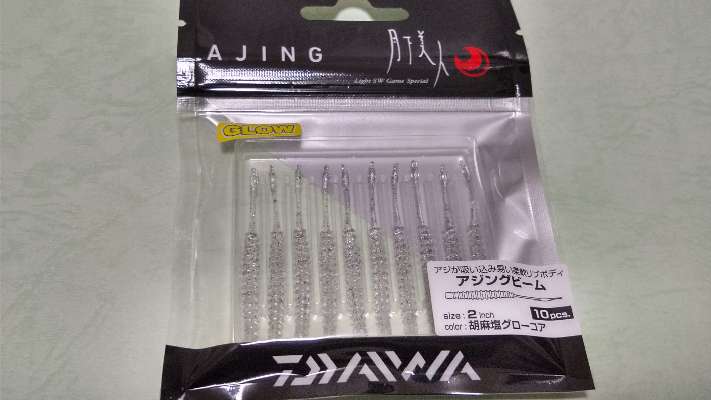 AJING
月下美人
Light SW Game Special
GLOW
アジが吸い込み易い柔軟リブボディ
アジングビーム
size : 2 inch
10pcs.
color : 胡麻塩グローコア
DAIWA